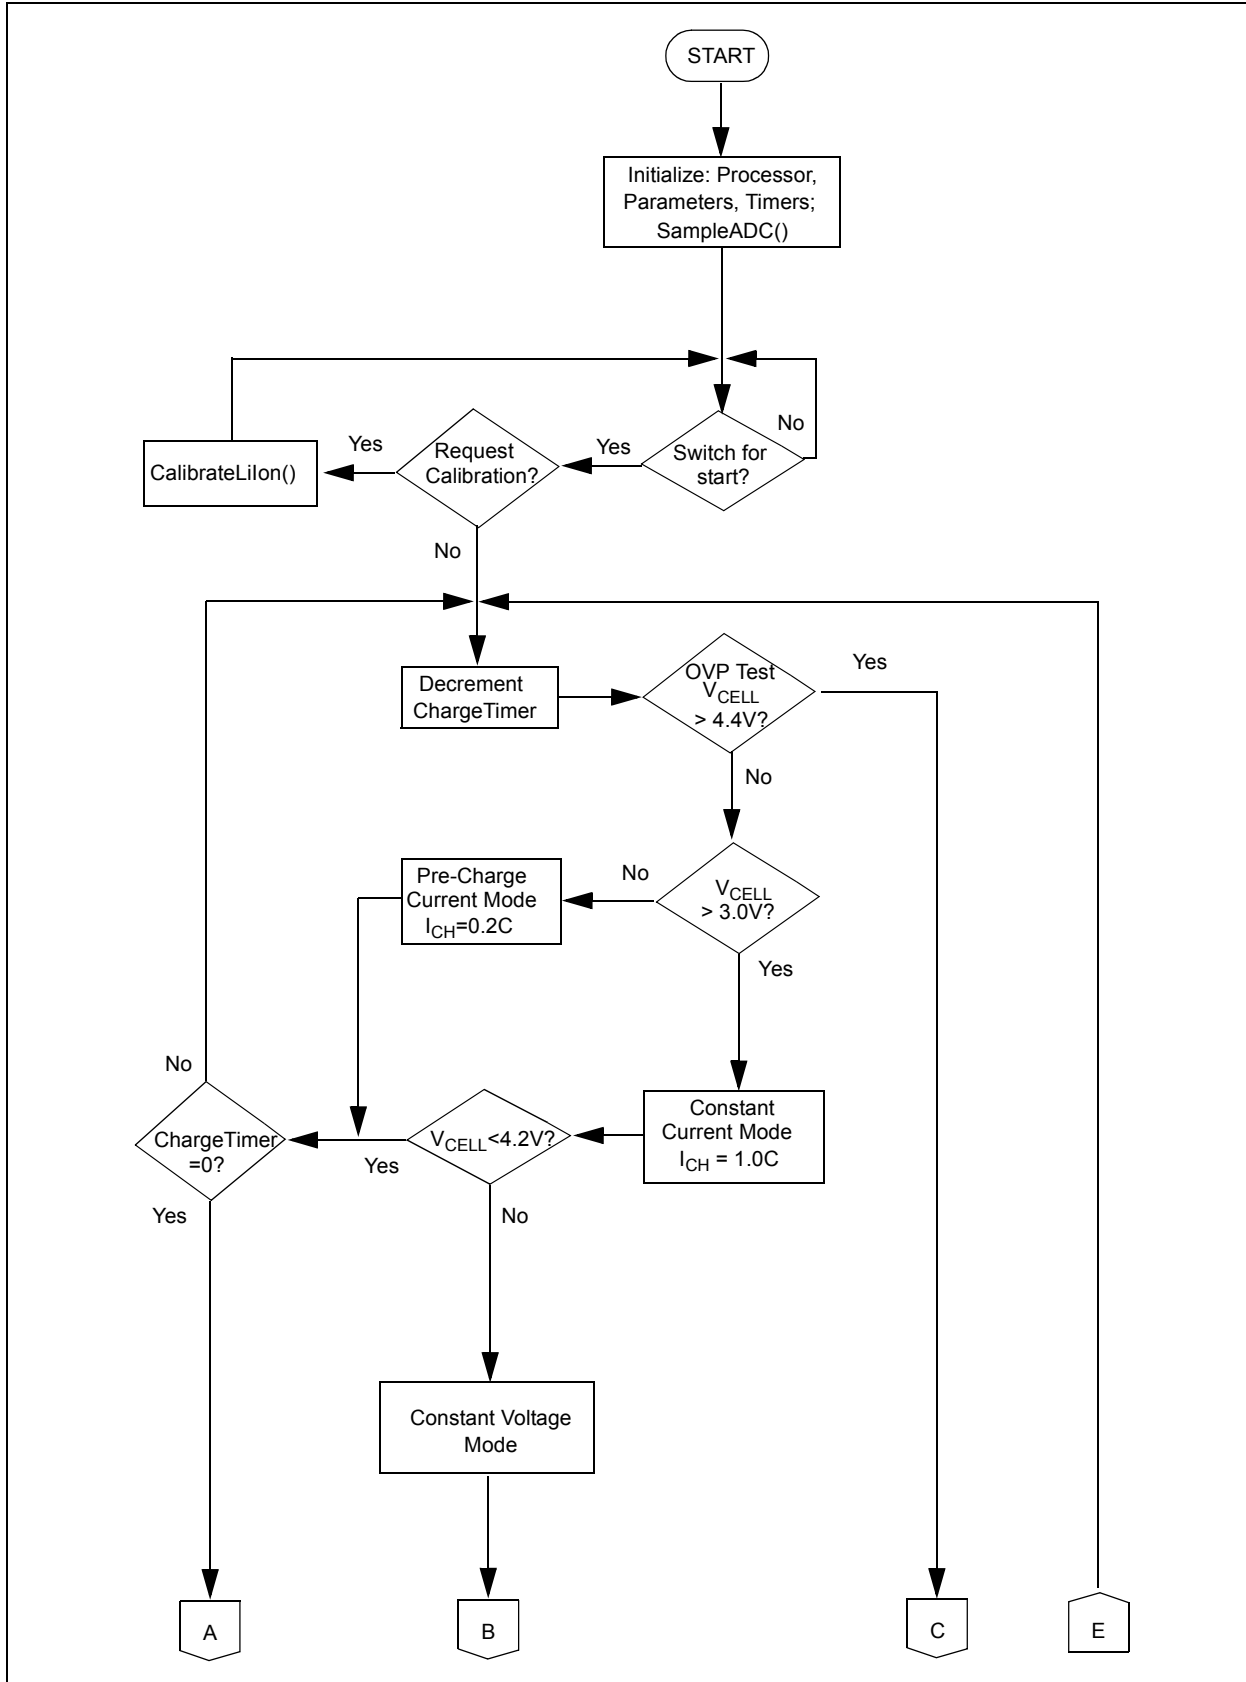 START
Initialize: Processor,
Parameters, Timers;
SampleADC()
No
Switch for
start?
Yes
Request
Calibration?
Yes
CalibrateLiIon()
No
Decrement
ChargeTimer
OVP Test
VCELL
> 4.4V?
Yes
No
VCELL
> 3.0V?
No
Pre-Charge
Current Mode
ICH=0.2C
Yes
Constant
Current Mode
ICH = 1.0C
VCELL<4.2V?
Yes
No
ChargeTimer
=0?
No
Yes
Constant Voltage
Mode
A
B
C
E